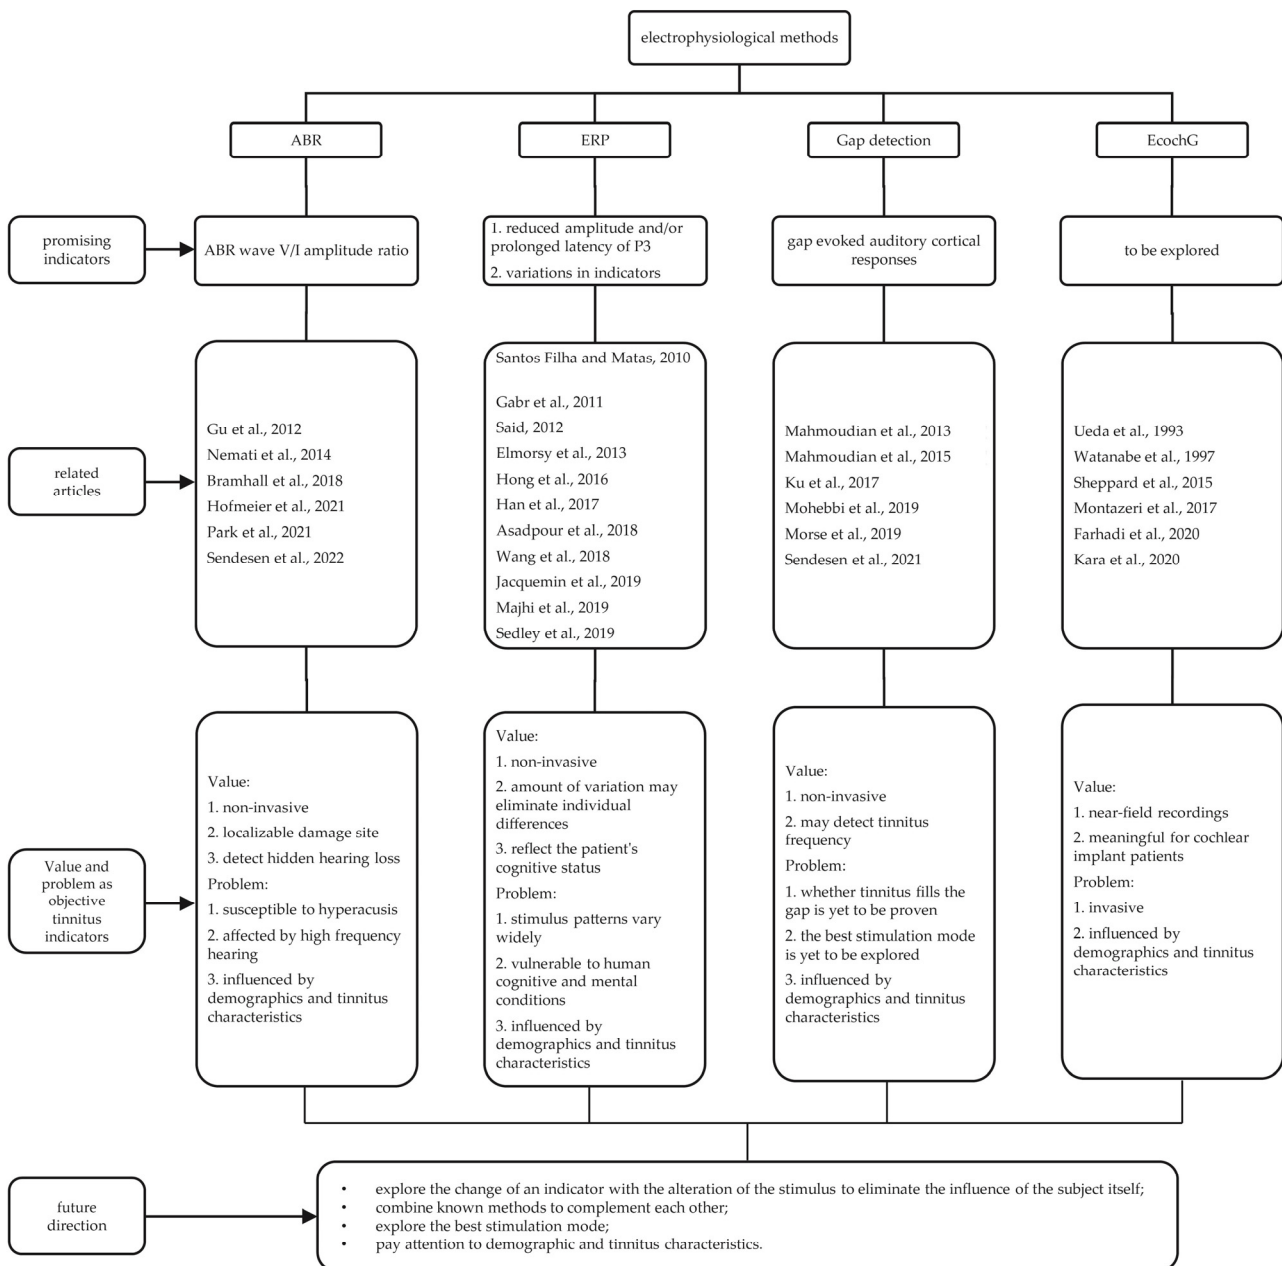 electrophysiological methods
ABR
ERP
Gap detection
EcochG
promising
indicators
ABR wave V/I amplitude ratio
1. reduced amplitude and/or
prolonged latency of P3
2. variations in indicators
gap evoked auditory cortical
responses
to be explored
related
articles
Gu et al., 2012
Nemati et al., 2014
Bramhall et al., 2018
Hofmeier et al., 2021
Park et al., 2021
Sendesen et al., 2022
Santos Filha and Matas, 2010
Gabr et al., 2011
Said, 2012
Elmorsy et al., 2013
Hong et al., 2016
Han et al., 2017
Asadpour et al., 2018
Wang et al., 2018
Jacquemin et al., 2019
Majhi et al., 2019
Sedley et al., 2019
Mahmoudian et al., 2013
Mahmoudian et al., 2015
Ku et al., 2017
Mohebbi et al., 2019
Morse et al., 2019
Sendesen et al., 2021
Ueda et al., 1993
Watanabe et al., 1997
Sheppard et al., 2015
Montazeri et al., 2017
Farhadi et al., 2020
Kara et al., 2020
Value and
problem as
objective
tinnitus
indicators
Value:
1. non-invasive
2. localizable damage site
3. detect hidden hearing loss
Problem:
1. susceptible to hyperacusis
2. affected by high frequency
hearing
3. influenced by
demographics and tinnitus
characteristics
Value:
1. non-invasive
2. amount of variation may
eliminate individual
differences
3. reflect the patient's
cognitive status
Problem:
1. stimulus patterns vary
widely
2. vulnerable to human
cognitive and mental
conditions
3. influenced by
demographics and tinnitus
characteristics
Value:
1. non-invasive
2. may detect tinnitus
frequency
Problem:
1. whether tinnitus fills the
gap is yet to be proven
2. the best stimulation mode
is yet to be explored
3. influenced by
demographics and tinnitus
characteristics
Value:
1. near-field recordings
2. meaningful for cochlear
implant patients
Problem:
1. invasive
2. influenced by
demographics and tinnitus
characteristics
future
direction
• explore the change of an indicator with the alteration of the stimulus to eliminate the influence of the subject itself;
• combine known methods to complement each other;
• explore the best stimulation mode;
• pay attention to demographic and tinnitus characteristics.